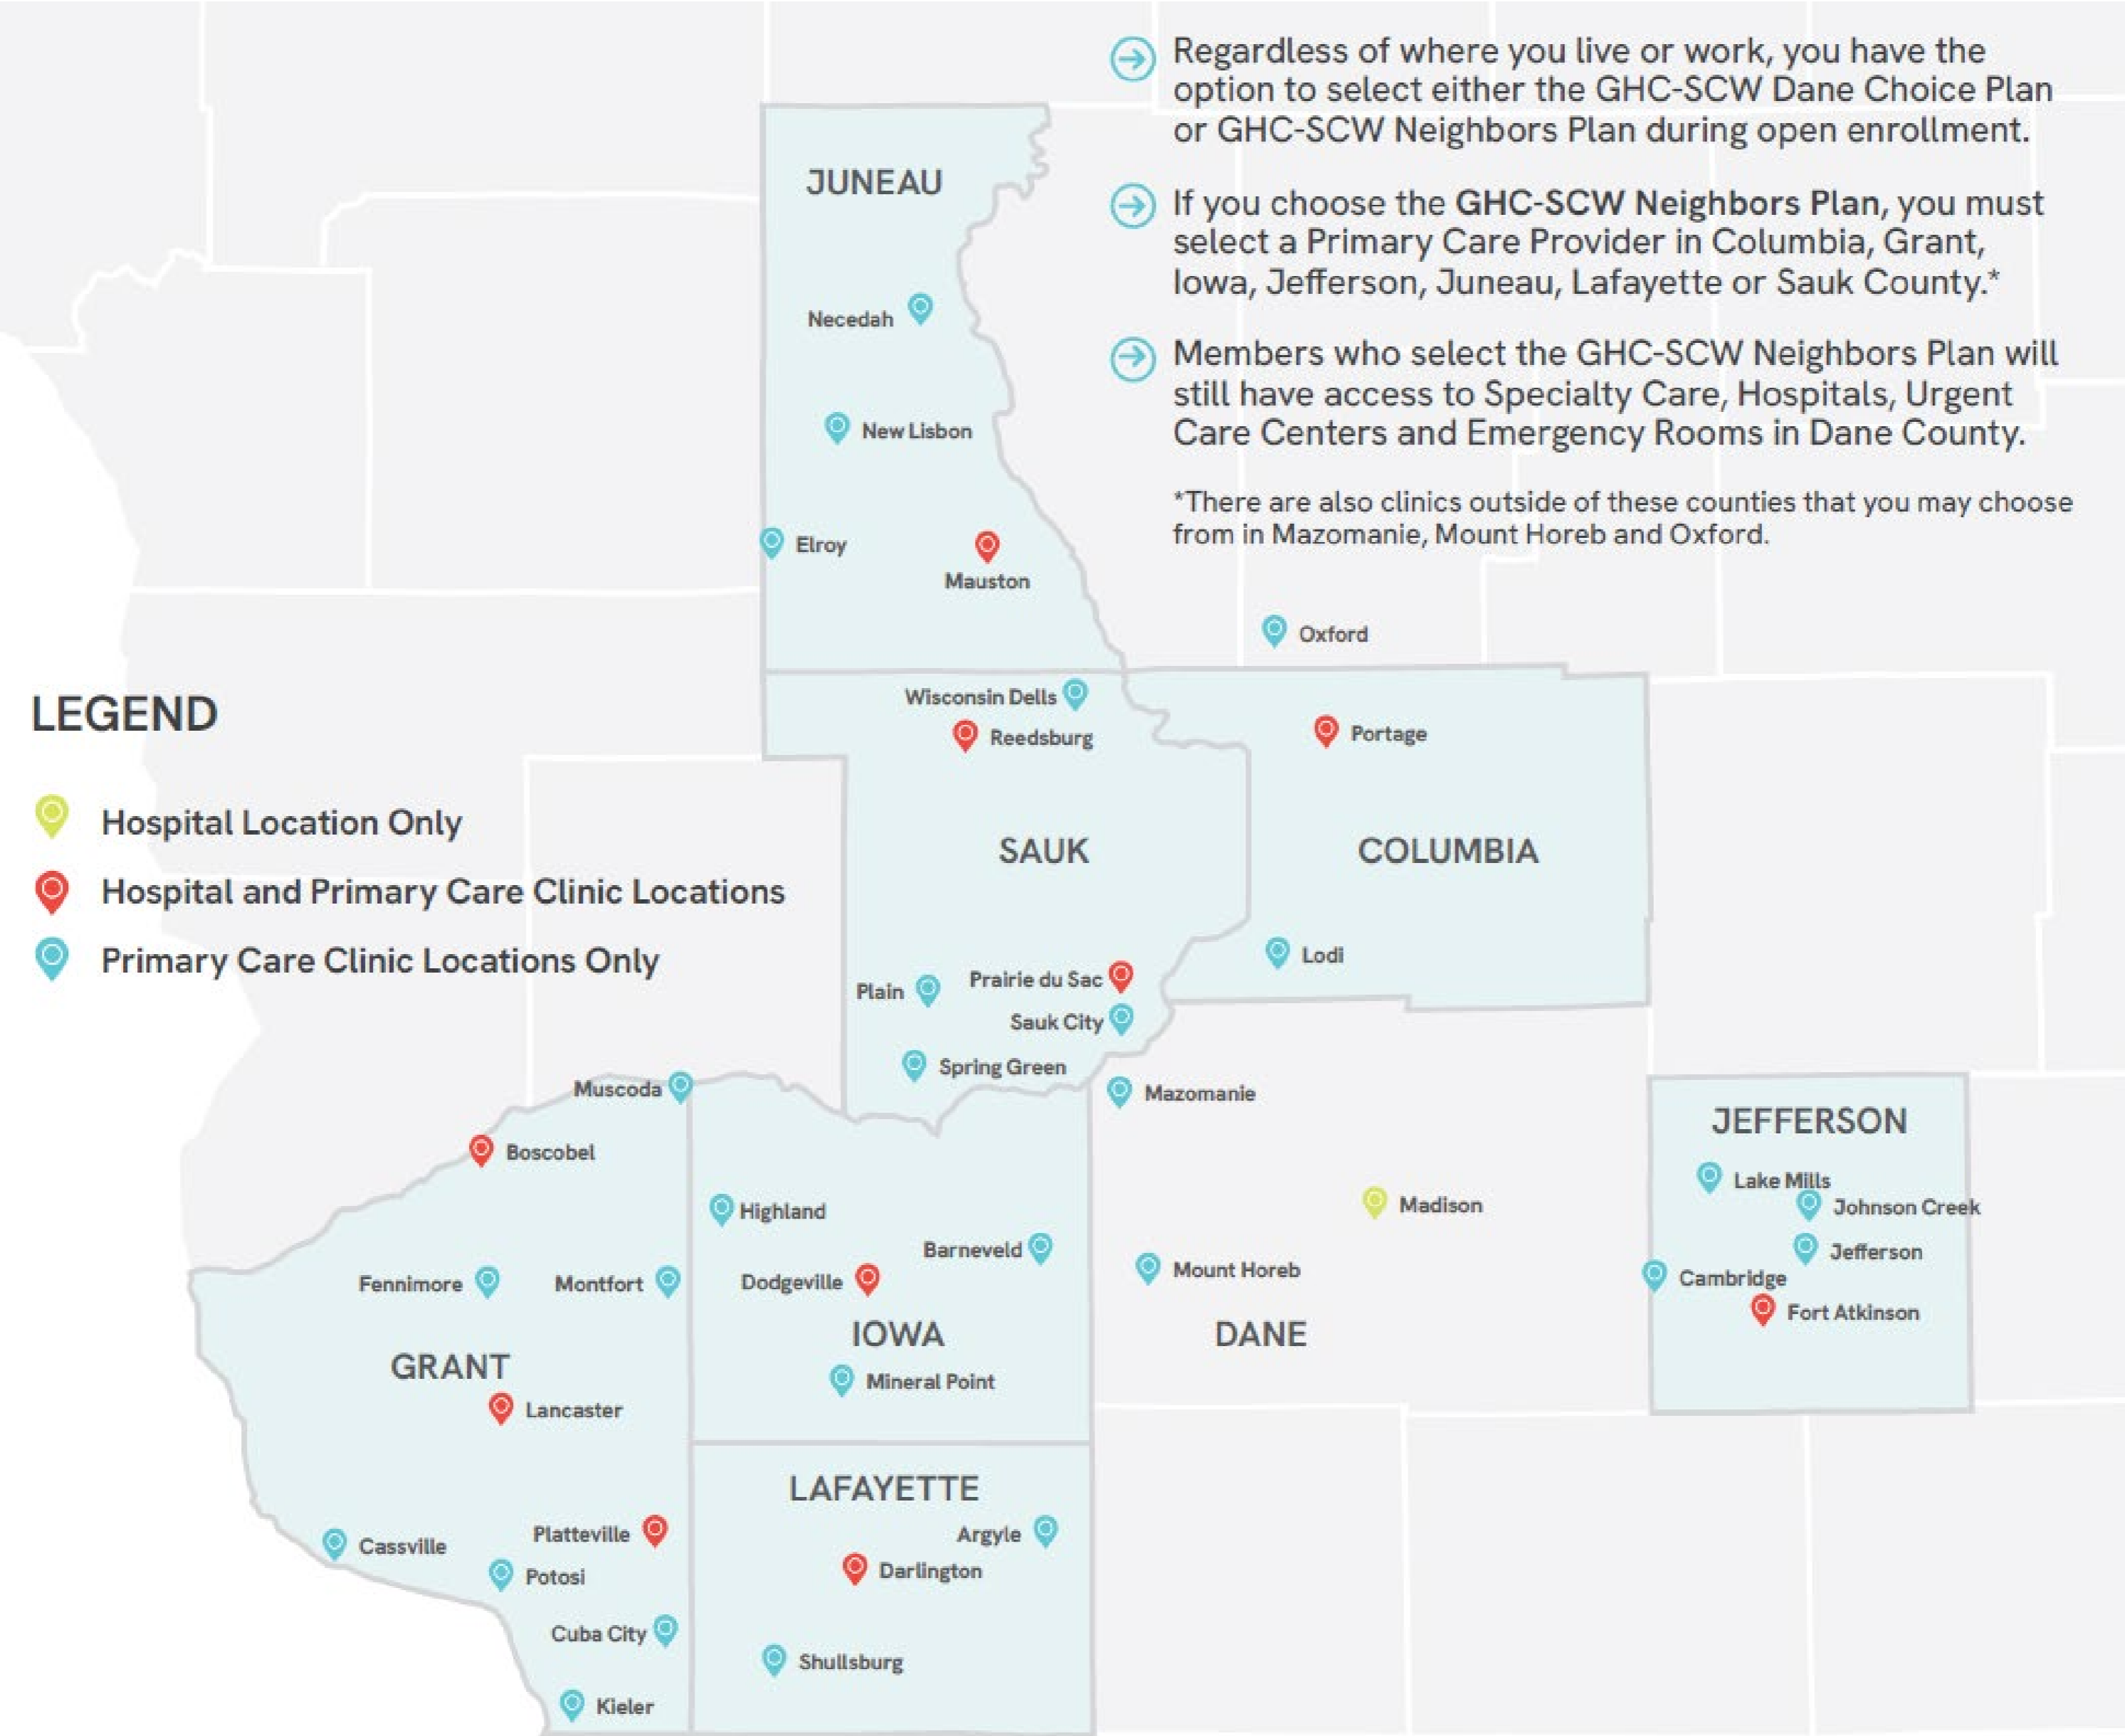 Regardless of where you live or work, you have the
option to select either the GHC-SCW Dane Choice Plan
or GHC-SCW Neighbors Plan during open enrollment.
If you choose the GHC-SCW Neighbors Plan, you must
select a Primary Care Provider in Columbia, Grant,
Iowa, Jefferson, Juneau, Lafayette or Sauk County.*
Members who select the GHC-SCW Neighbors Plan will
still have access to Specialty Care, Hospitals, Urgent
Care Centers and Emergency Rooms in Dane County.
*There are also clinics outside of these counties that you may choose
from in Mazomanie, Mount Horeb and Oxford.
JUNEAU
Necedah
New Lisbon
Elroy
Mauston
Oxford
LEGEND
Hospital Location Only
Hospital and Primary Care Clinic Locations
Primary Care Clinic Locations Only
Wisconsin Dells
Reedsburg
SAUK
Plain
Prairie du Sac
Sauk City
Spring Green
Portage
COLUMBIA
Lodi
Muscoda
Boscobel
Fennimore
Montfort
GRANT
Lancaster
Cassville
Platteville
Potosi
Cuba City
Kieler
Highland
Barneveld
Dodgeville
IOWA
Mineral Point
LAFAYETTE
Argyle
Darlington
Shullsburg
Mazomanie
Madison
Mount Horeb
DANE
JEFFERSON
Lake Mills
Johnson Creek
Jefferson
Cambridge
Fort Atkinson